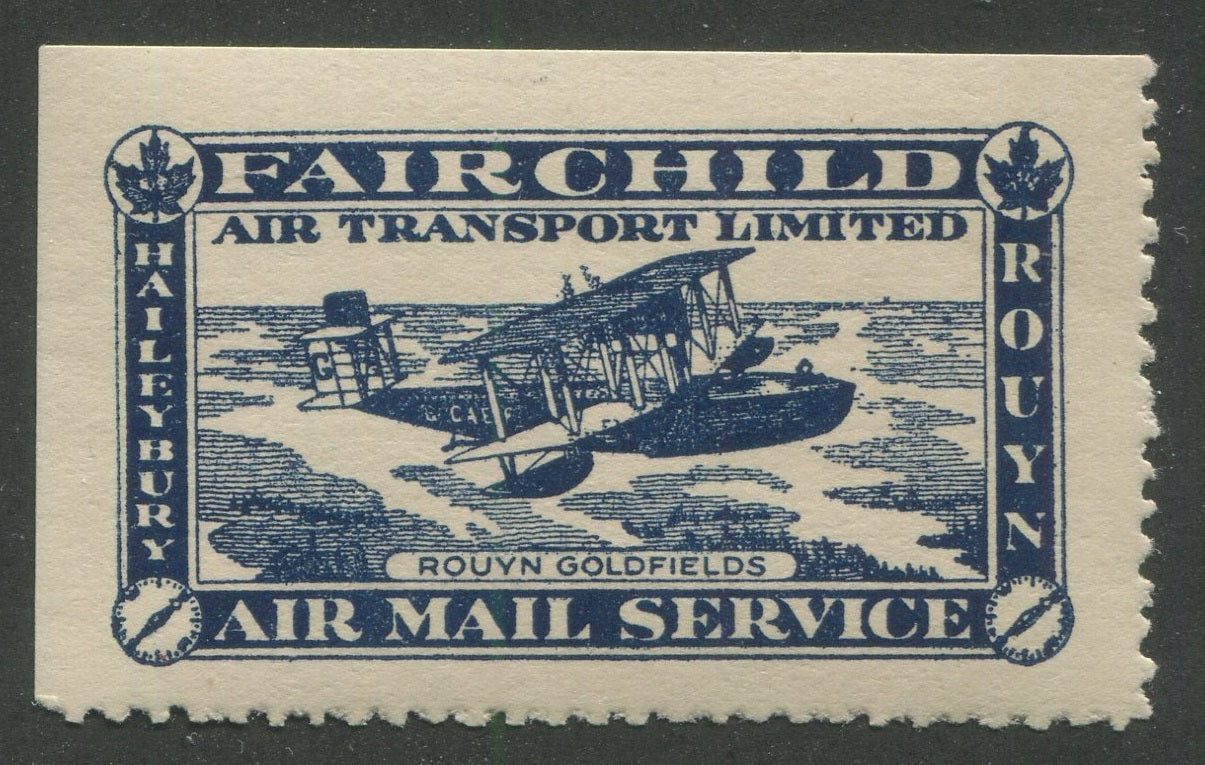 FAIRCHILD
AIR TRANSPORT LIMITED
HAILEYBURY
ROUYN
G
ROUYN GOLDFIELDS
AIR MAIL SERVICE